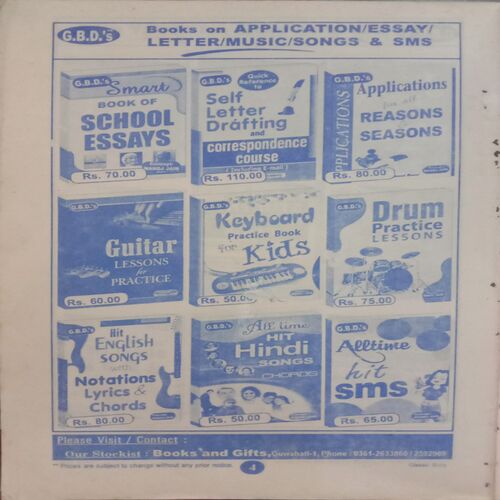 G.B.D.'s
Books on APPLICATION/ESSAY/
LETTER/MUSIC/SONGS & SMS
G.B.D.'s
Smart
BOOK OF
SCHOOL
ESSAYS
Rs. 70.00
G.B.D.'s
Quick
Reference
to
Self
Letter
Drafting
and
correspondence
course
( Including E-mail )
Rs. 110.00
G.B.D.'s
APPLICATIONS
Applications
for all
REASONS
&
SEASONS
Rs. 80.00
G.B.D.'s
Guitar
LESSONS
for
PRACTICE
Rs. 60.00
G.B.D.'s
Keyboard
Practice Book
for Kids
Rs. 50.00
G.B.D.'s
Drum
Practice
LESSONS
Rs. 75.00
G.B.D.'s
Hit
ENGLISH
SONGS
with
Notations
Lyrics &
Chords
Rs. 80.00
G.B.D.'s
All time
HIT
Hindi
SONGS
CHORDS
Rs. 50.00
G.B.D.'s
Alltime
hit
sms
Rs. 65.00
Please Visit / Contact :
Our Stockist : Books and Gifts, Guwahati-1, Phone : 0361-2633860 / 2592969
** Prices are subject to change without any prior notice.
4